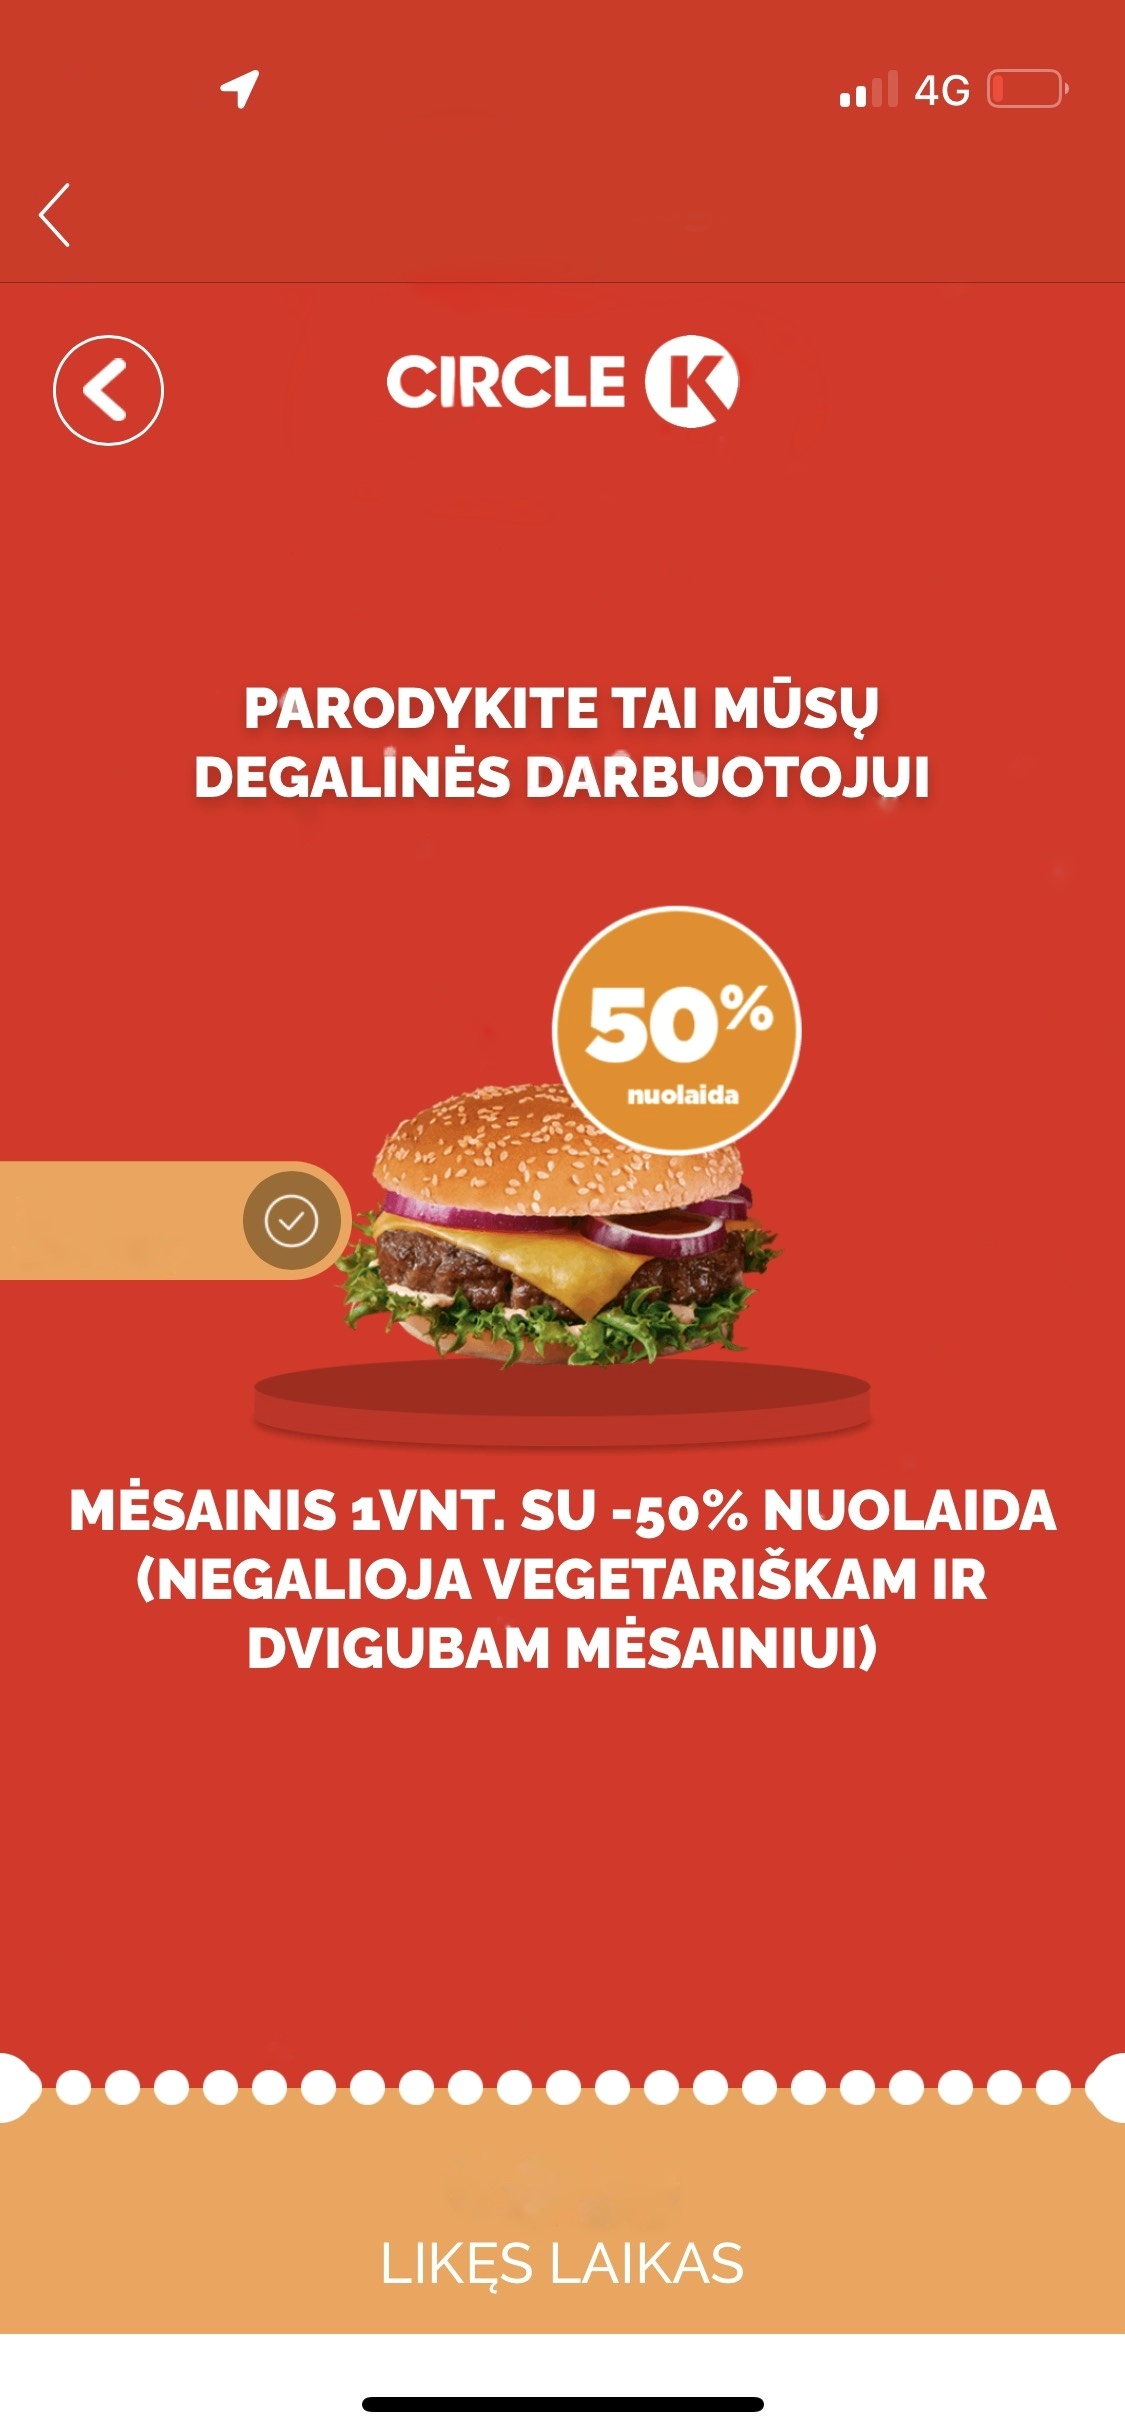 4G
CIRCLE K
PARODYKITE TAI MŪSŲ
DEGALINĖS DARBUOTOJUI
50%
nuolaida
MĖSAINIS 1VNT. SU -50% NUOLAIDA
(NEGALIOJA VEGETARIŠKAM IR
DVIGUBAM MĖSAINIUI)
LIKĘS LAIKAS